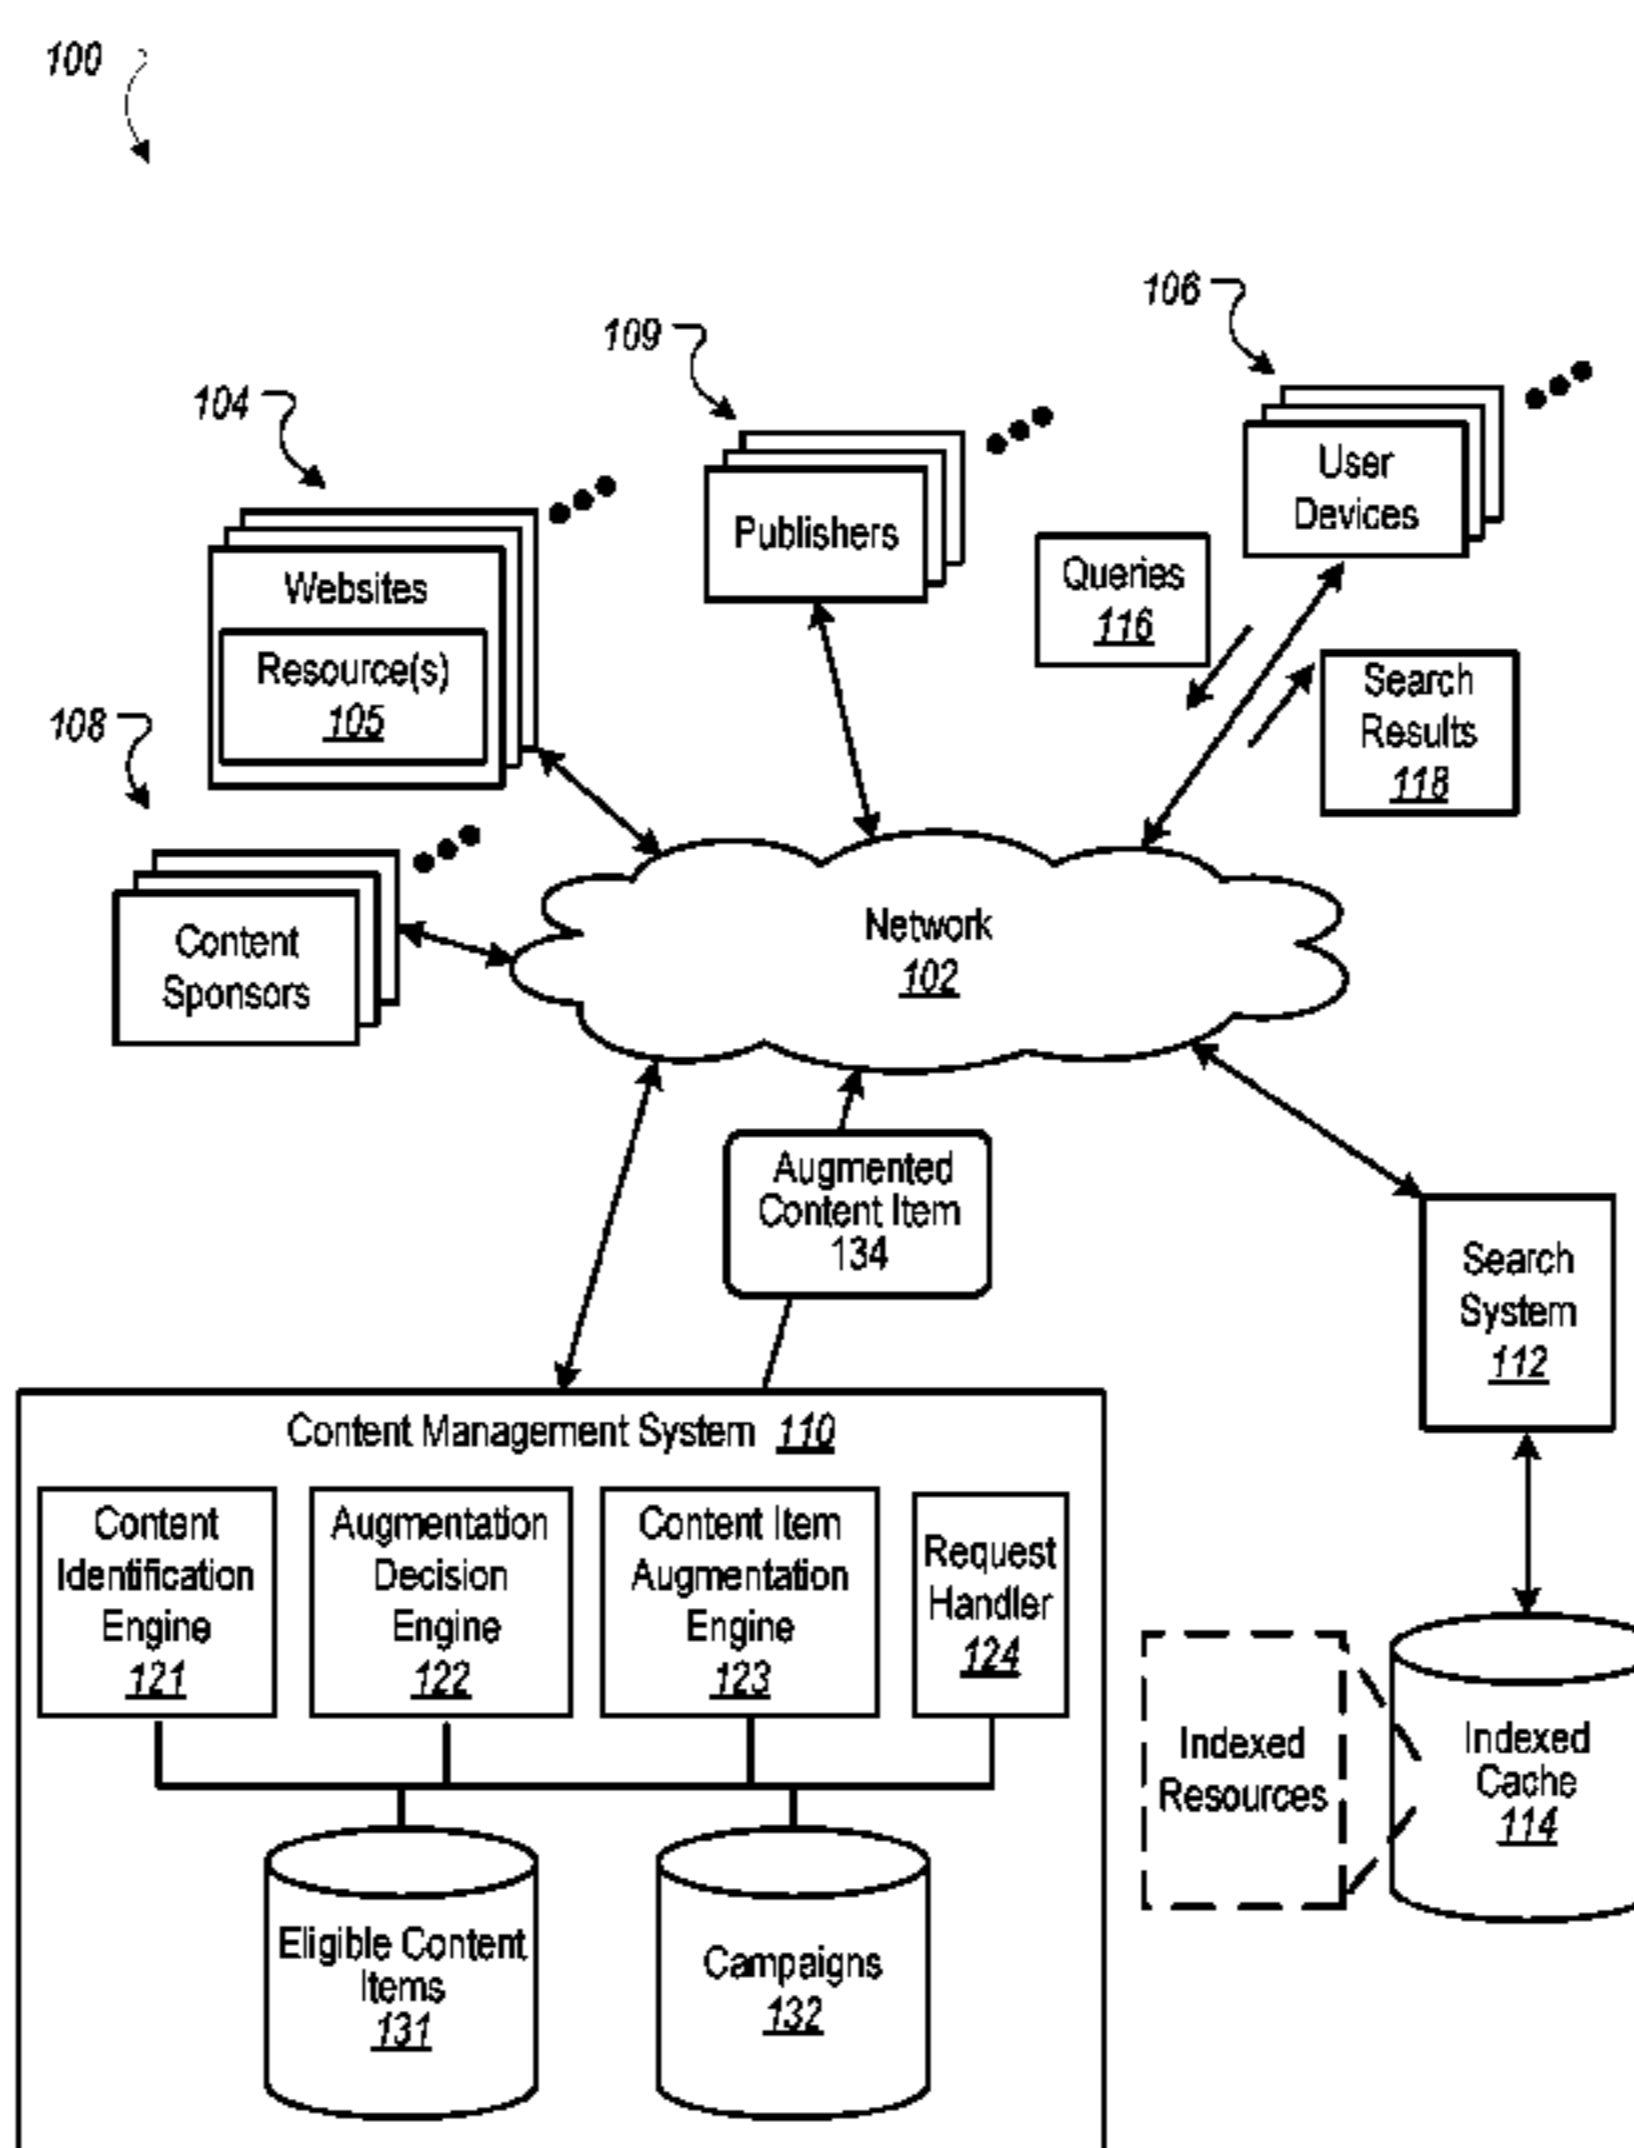 100
106
109
104
User
Devices
Publishers
Queries
116
Websites
Resource(s)
105
Search
Results
118
108
Content
Sponsors
Network
102
Augmented
Content Item
134
Search
System
112
Content Management System 110
Content
Identification
Engine
121
Augmentation
Decision
Engine
122
Content Item
Augmentation
Engine
123
Request
Handler
124
Indexed
Resources
Indexed
Cache
114
Eligible Content
Items
131
Campaigns
132